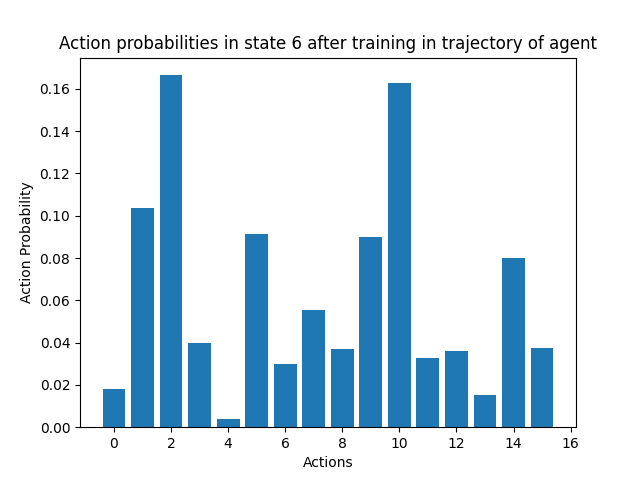 Action probabilities in state 6 after training in trajectory of agent
0.16
0.14
0.12
0.10
0.08
0.06
0.04
0.02
0.00
Action Probability
0 2 4 6 8 10 12 14 16
Actions